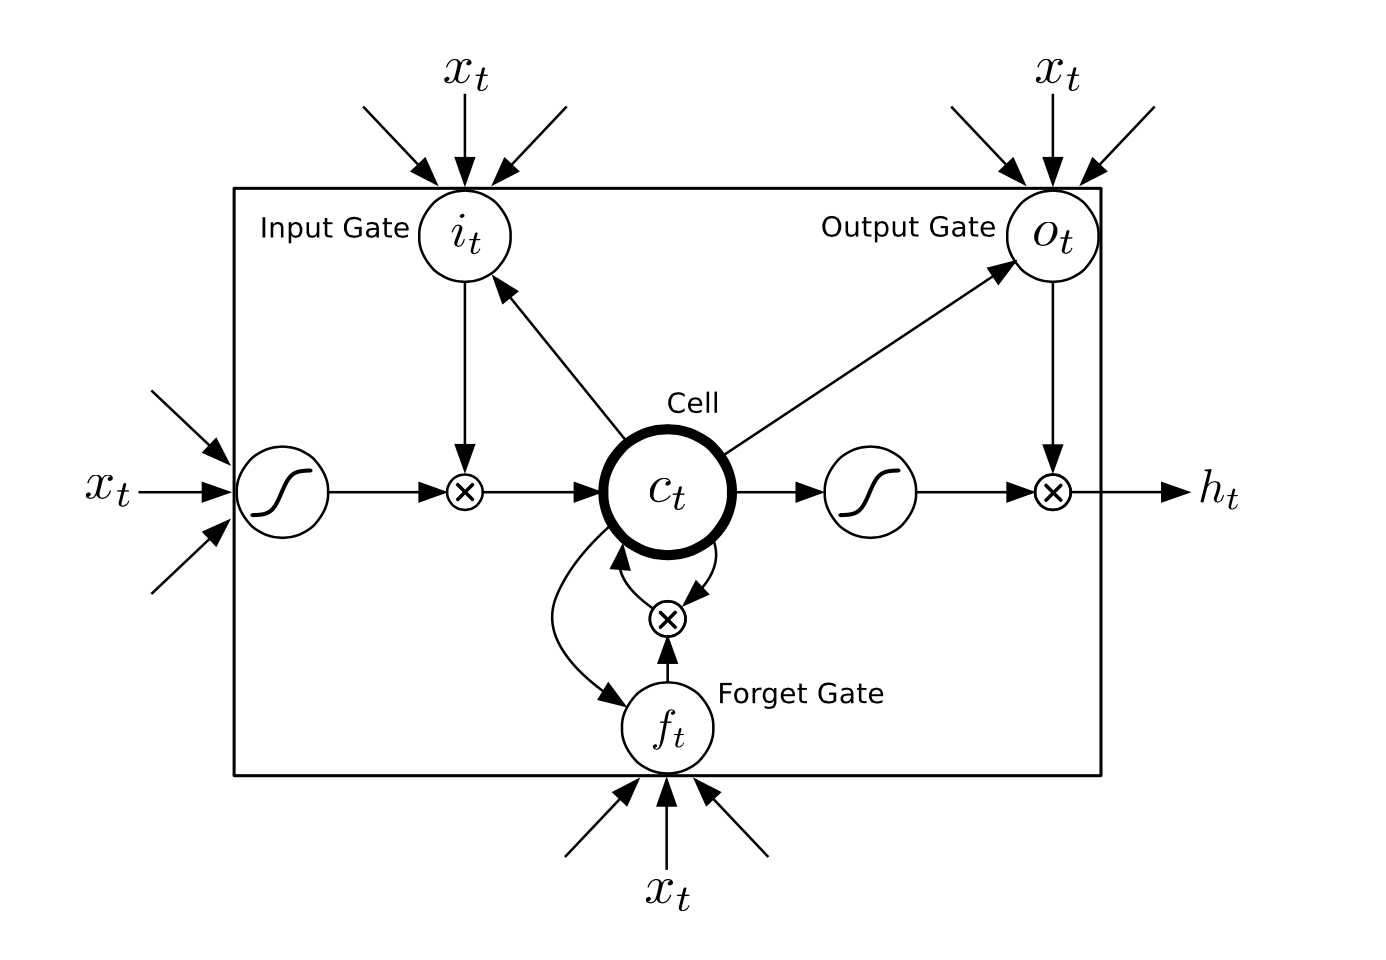 x_t
x_t
Input Gate
i_t
Output Gate
o_t
Cell
x_t
c_t
h_t
Forget Gate
f_t
x_t